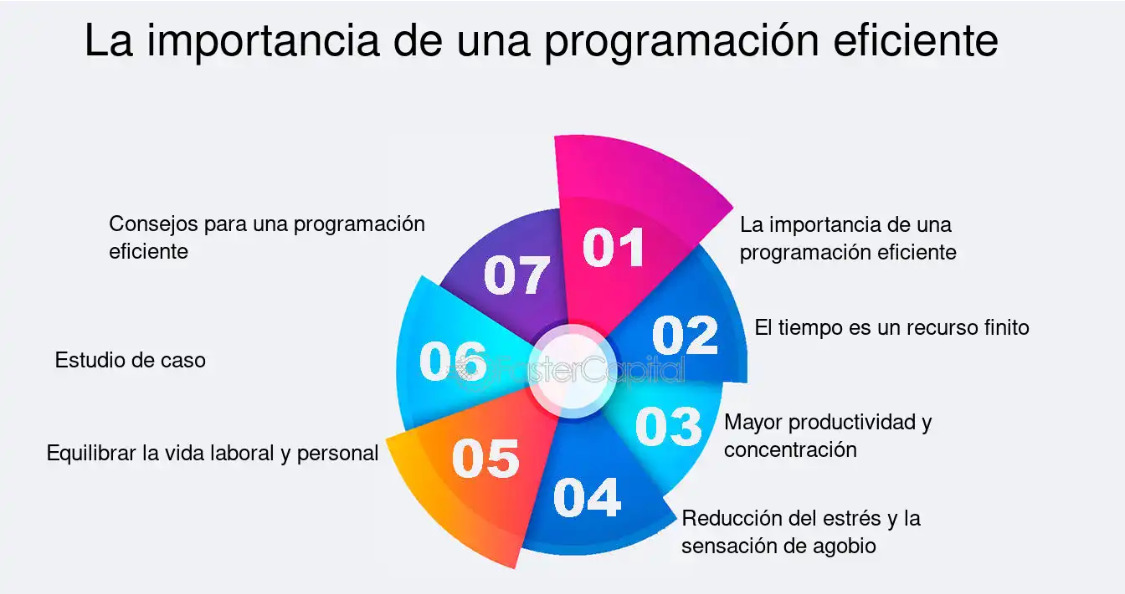 La importancia de una programación eficiente
01
La importancia de una
programación eficiente
02
El tiempo es un recurso finito
03
Mayor productividad y
concentración
04
Reducción del estrés y la
sensación de agobio
05
Equilibrar la vida laboral y personal
06
Estudio de caso
07
Consejos para una programación
eficiente
FasterCapital